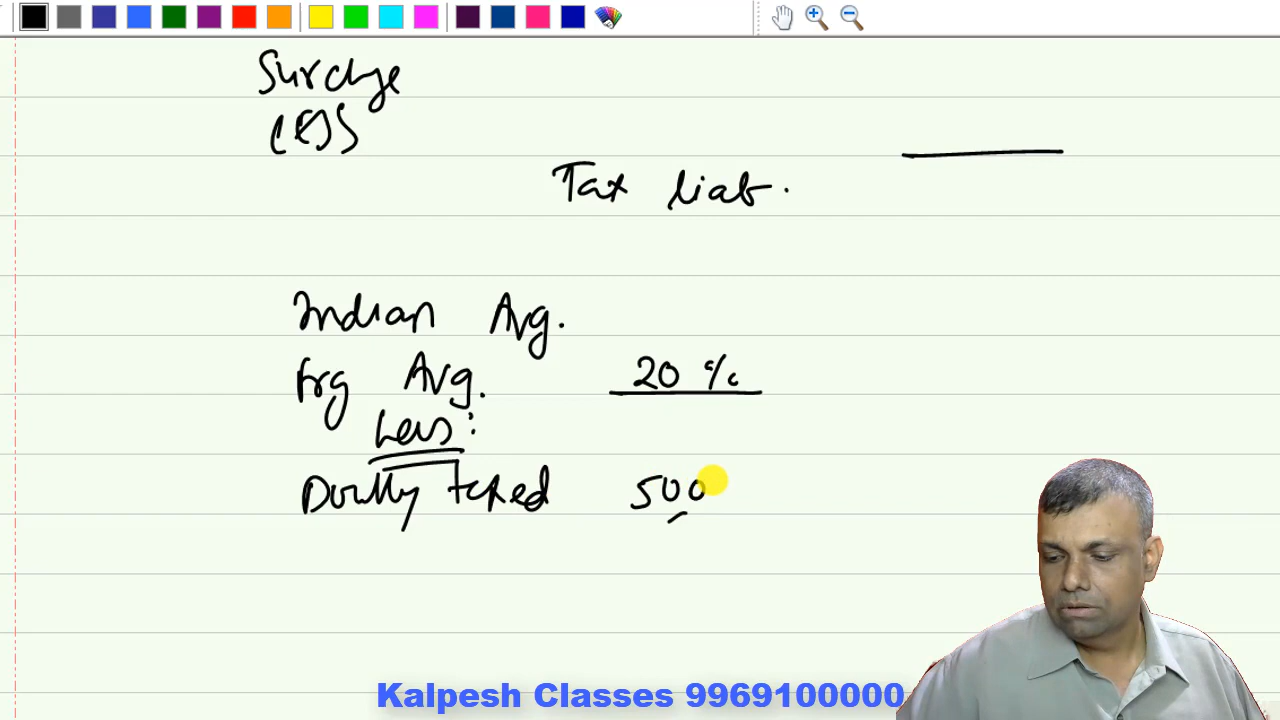 Surchge
CESS
Tax liab.
Indian Avg.
Frg Avg. 20 %
Less:
Doubly taxed 500
Kalpesh Classes 9969100000